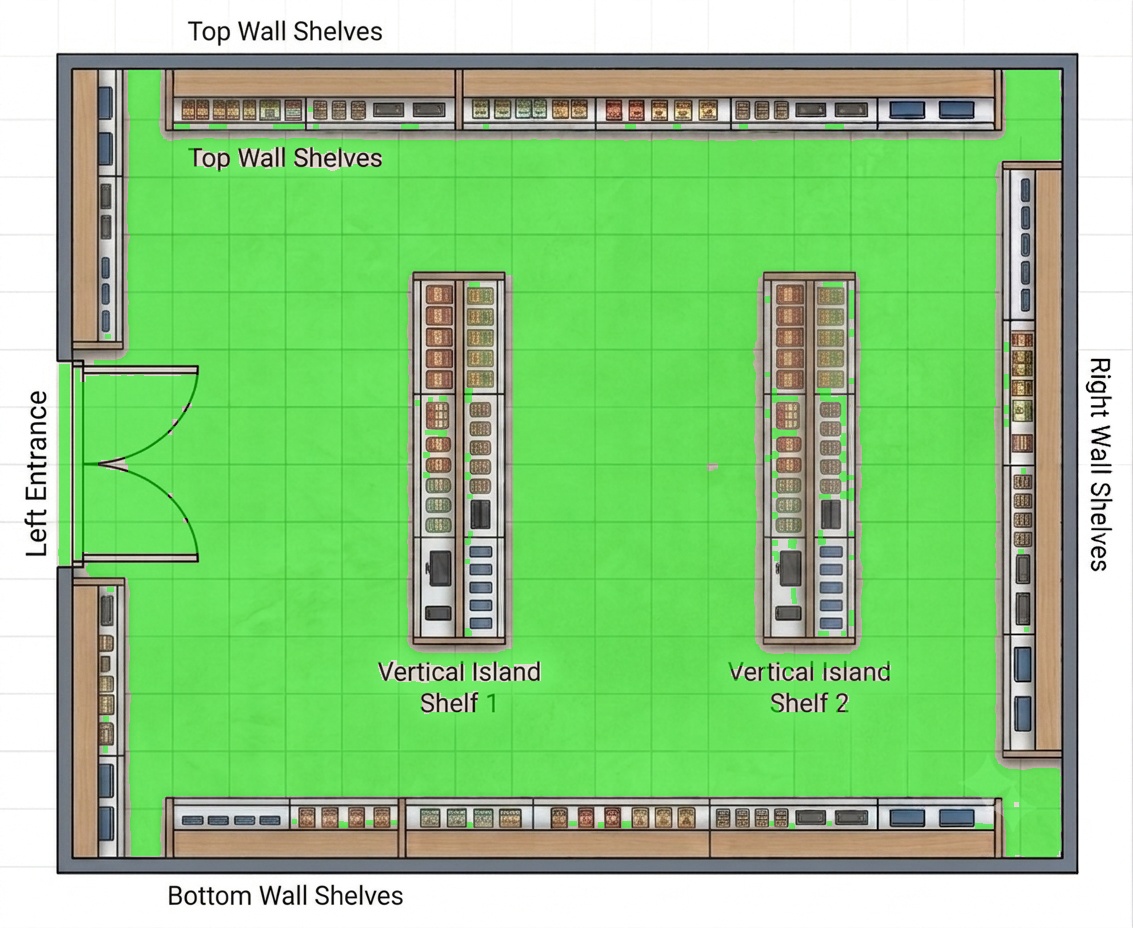 Top Wall Shelves
Top Wall Shelves
Left Entrance
Right Wall Shelves
Vertical Island
Shelf 1
Vertical Island
Shelf 2
Bottom Wall Shelves